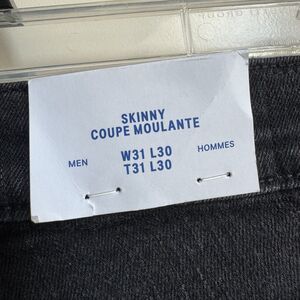 SKINNY
COUPE MOULANTE
MEN W31 L30 HOMMES
T31 L30